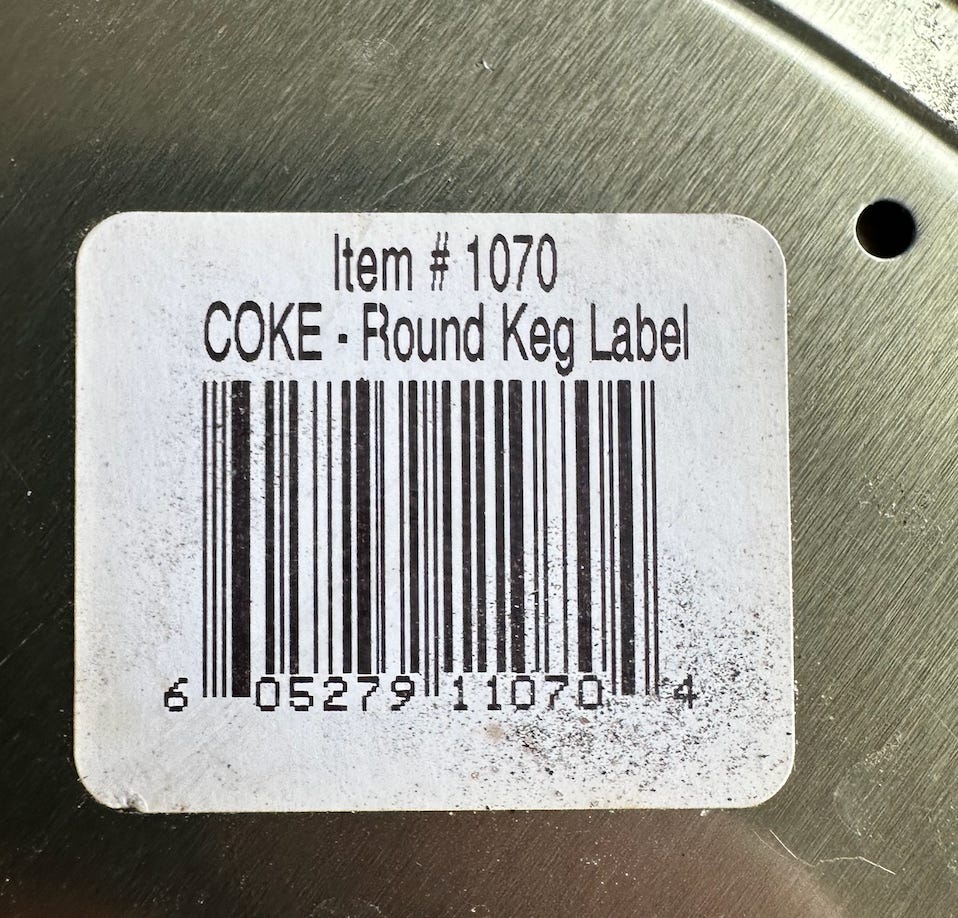 Item # 1070
COKE - Round Keg Label
6 05279 11070 4